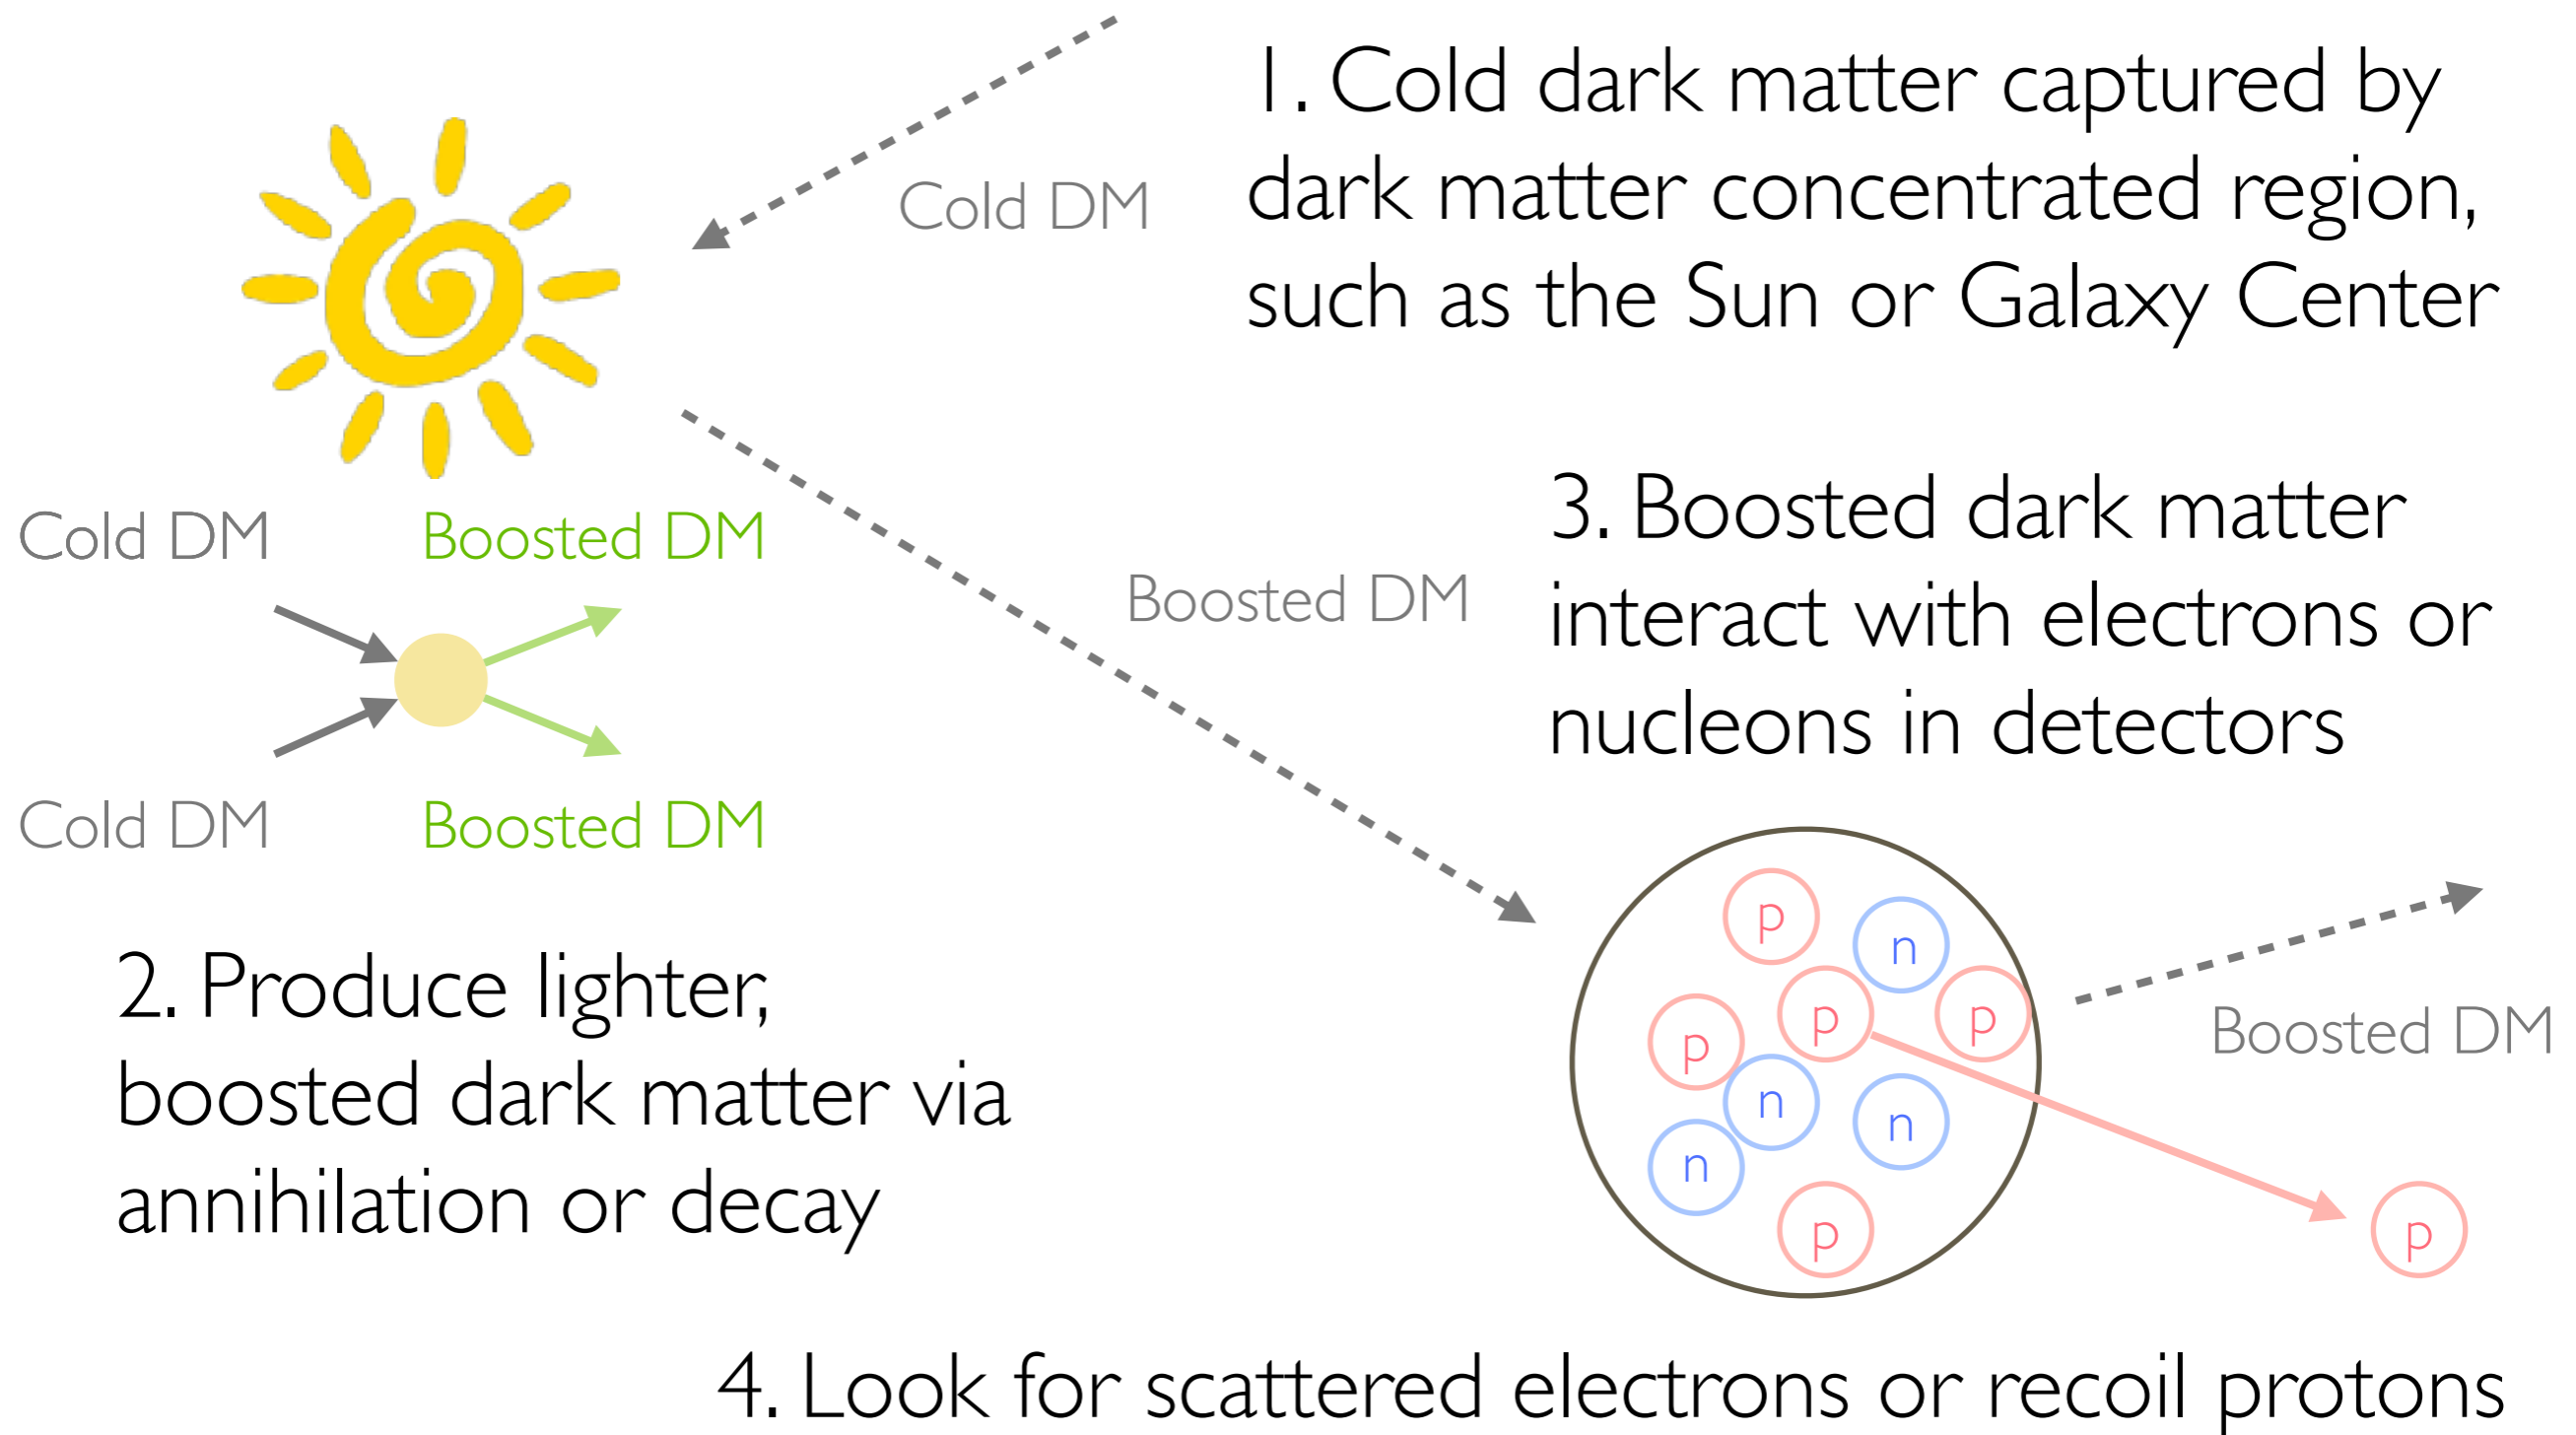 1. Cold dark matter captured by
dark matter concentrated region,
such as the Sun or Galaxy Center
Cold DM
Cold DM
Boosted DM
Cold DM
Boosted DM
2. Produce lighter,
boosted dark matter via
annihilation or decay
Boosted DM
3. Boosted dark matter
interact with electrons or
nucleons in detectors
p
n
p
p
p
n
n
n
p
Boosted DM
p
4. Look for scattered electrons or recoil protons